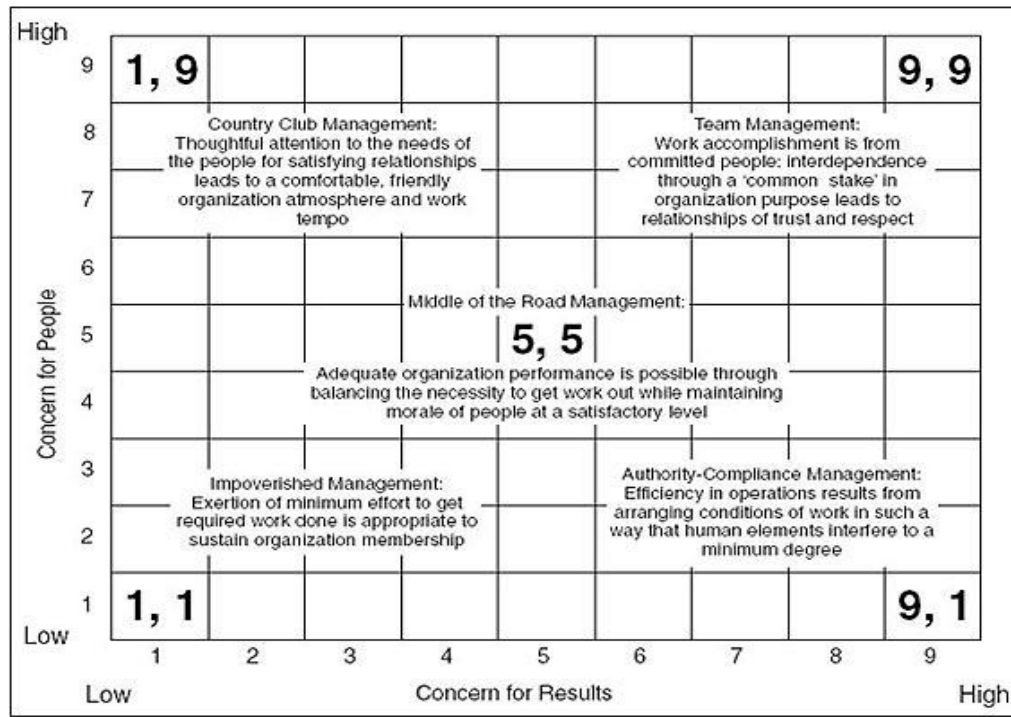 High
9
1, 9
9, 9
8
Country Club Management:
Thoughtful attention to the needs of
the people for satisfying relationships
leads to a comfortable, friendly
organization atmosphere and work
tempo
Team Management:
Work accomplishment is from
committed people; interdependence
through a 'common stake' in
organization purpose leads to
relationships of trust and respect
7
6
Concern for People
Middle of the Road Management:
5
5, 5
Adequate organization performance is possible through
balancing the necessity to get work out while maintaining
morale of people at a satisfactory level
4
3
Impoverished Management:
Exertion of minimum effort to get
required work done is appropriate to
sustain organization membership
Authority-Compliance Management:
Efficiency in operations results from
arranging conditions of work in such a
way that human elements interfere to a
minimum degree
2
1
1, 1
9, 1
Low
1 2 3 4 5 6 7 8 9
Low Concern for Results High